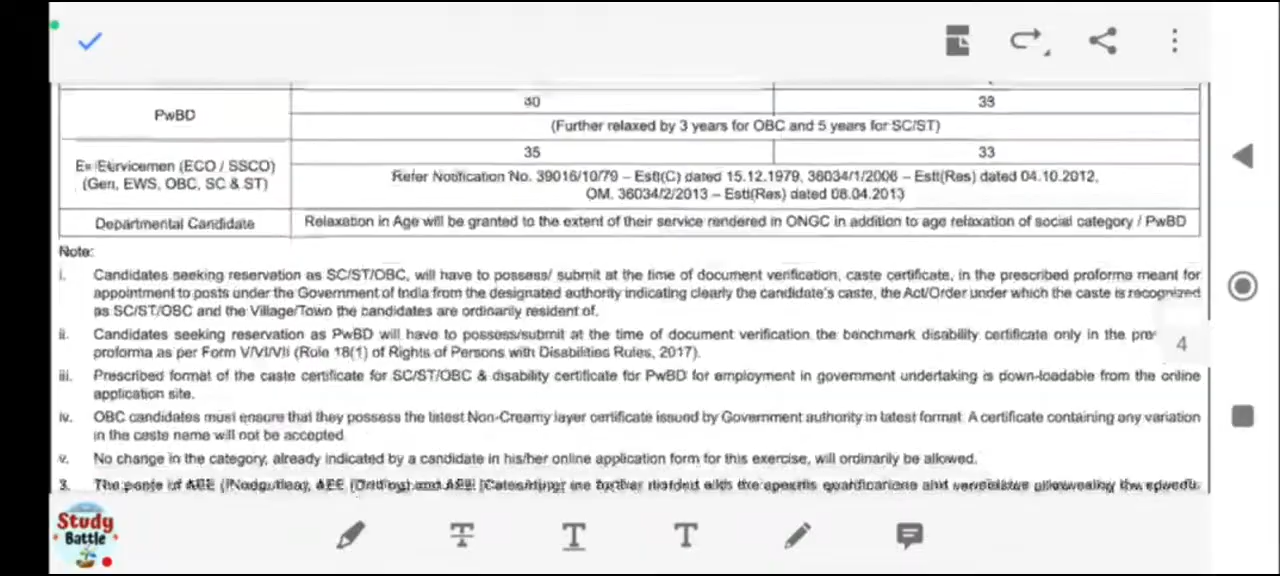 PwBD
40
38
(Further relaxed by 3 years for OBC and 5 years for SC/ST)
Ex Servicemen (ECO / SSCO)
(Gen, EWS, OBC, SC & ST)
35
33
Refer Notification No. 39016/10/79 – Estt(C) dated 15.12.1979, 36034/1/2006 – Estt(Res) dated 04.10.2012,
OM. 36034/2/2013 – Estt(Res) dated 08.04.2013
Departmental Candidate
Relaxation in Age will be granted to the extent of their service rendered in ONGC in addition to age relaxation of social category / PwBD
Note:
i. Candidates seeking reservation as SC/ST/OBC, will have to possess/ submit at the time of document verification, caste certificate, in the prescribed proforma meant for
appointment to posts under the Government of India from the designated authority indicating clearly the candidate's caste, the Act/Order under which the caste is recognized
as SC/ST/OBC and the Village/Town the candidates are ordinarily resident of.
ii. Candidates seeking reservation as PwBD will have to possess/submit at the time of document verification the benchmark disability certificate only in the
proforma as per Form V/VI/VII (Rule 18(1) of Rights of Persons with Disabilities Rules, 2017).
4
iii. Prescribed format of the caste certificate for SC/ST/OBC & disability certificate for PwBD for employment in government undertaking is down-loadable from the online
application site.
iv. OBC candidates must ensure that they possess the latest Non-Creamy layer certificate issued by Government authority in latest format. A certificate containing any variation
in the caste name will not be accepted
v. No change in the category, already indicated by a candidate in his/her online application form for this exercise, will ordinarily be allowed.
3. The posts of AEE AEE (Drilling) and AEE are further
Study
Battle
T T T